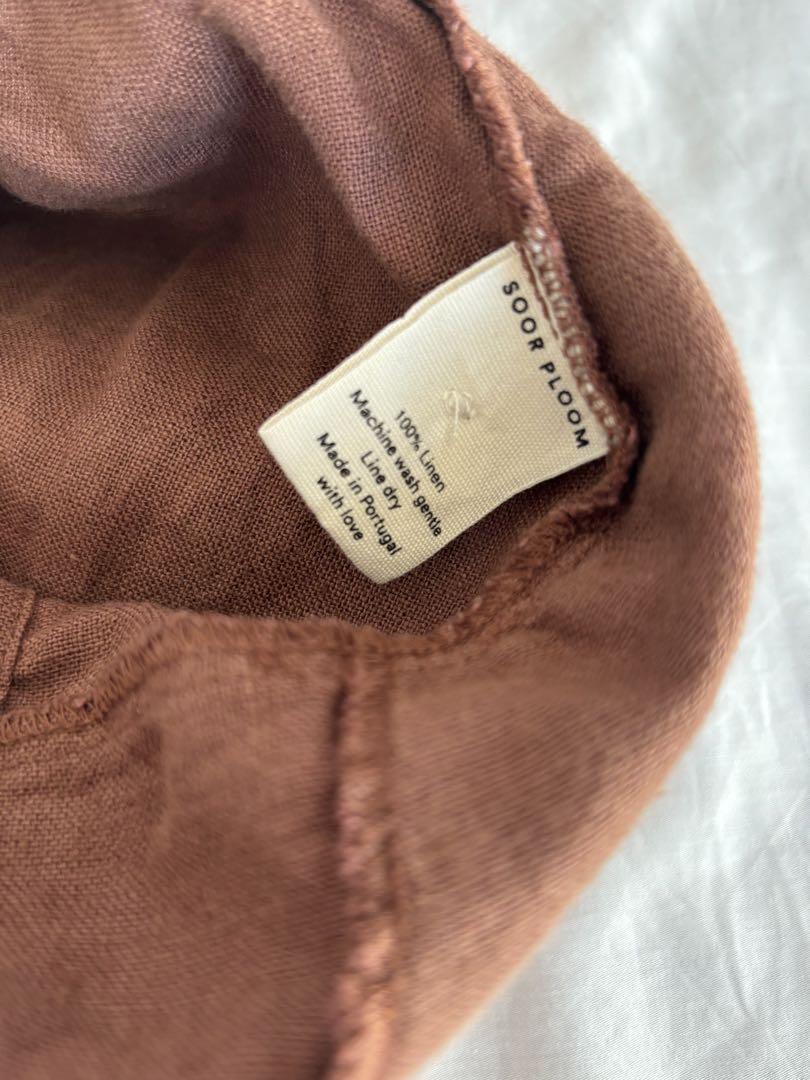 SOOR PLOOM
100% Linen
Machine wash gentle
Line dry
Made in Portugal
with love